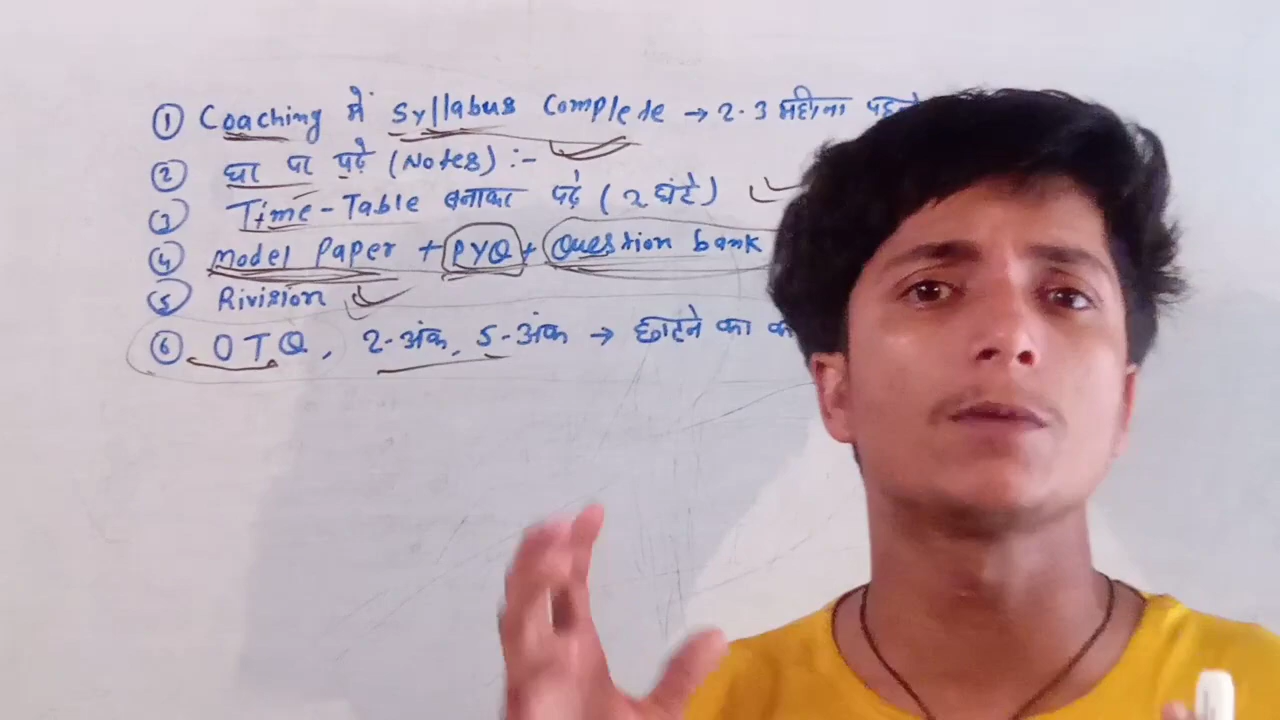 ① Coaching में Syllabus Complete → 2-3 महीना पहले
② घर पर पढ़े (Notes) :-
③ Time-Table बनाकर पढ़े (2 घंटे)
④ Model Paper + PYQ + Question bank
⑤ Rivision
⑥ OTQ, 2-अंक, 5-अंक → छाटने का